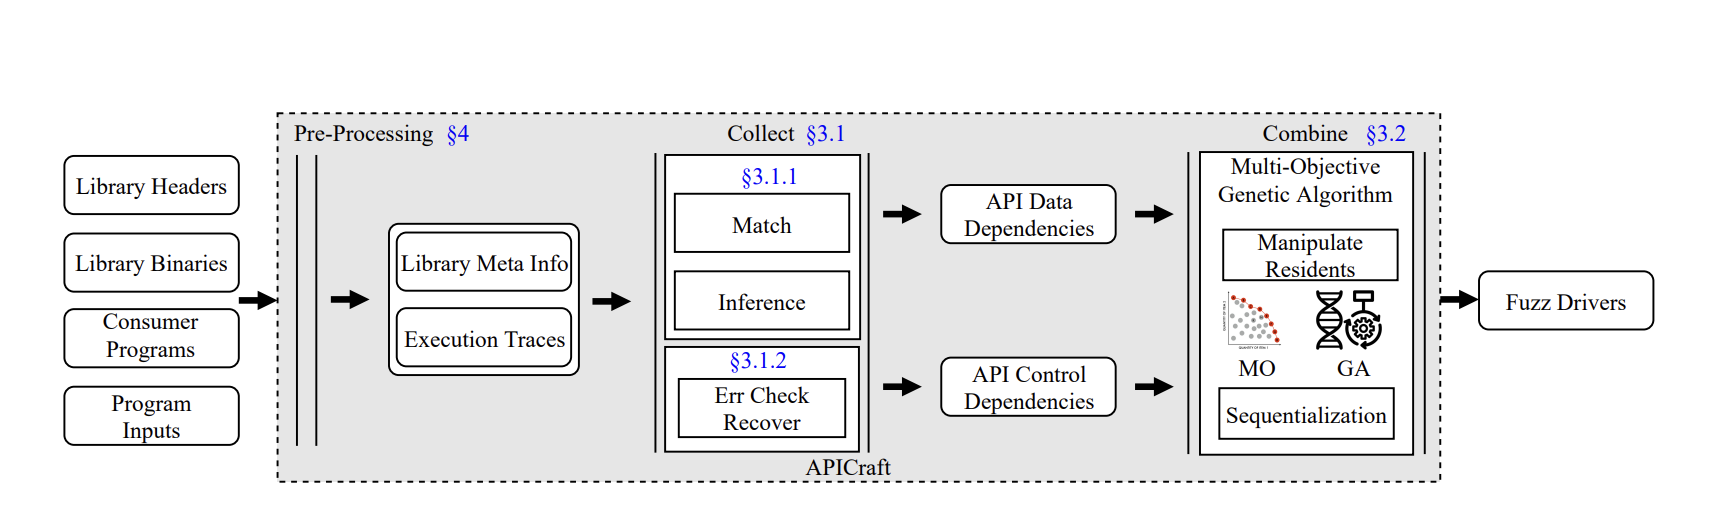 Pre-Processing §4
Collect §3.1
Combine §3.2
Library Headers
Library Binaries
Consumer
Programs
Program
Inputs
Library Meta Info
Execution Traces
§3.1.1
Match
Inference
§3.1.2
Err Check
Recover
API Data
Dependencies
API Control
Dependencies
Multi-Objective
Genetic Algorithm
Manipulate
Residents
MO
GA
Sequentialization
Fuzz Drivers
APICraft